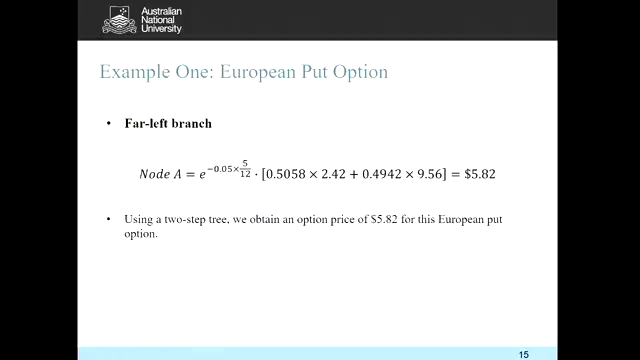 Australian
National
University
Example One: European Put Option
• Far-left branch
Node A = e^{−0.05×5/12} · [0.5058 × 2.42 + 0.4942 × 9.56] = $5.82
• Using a two-step tree, we obtain an option price of $5.82 for this European put
option.
15